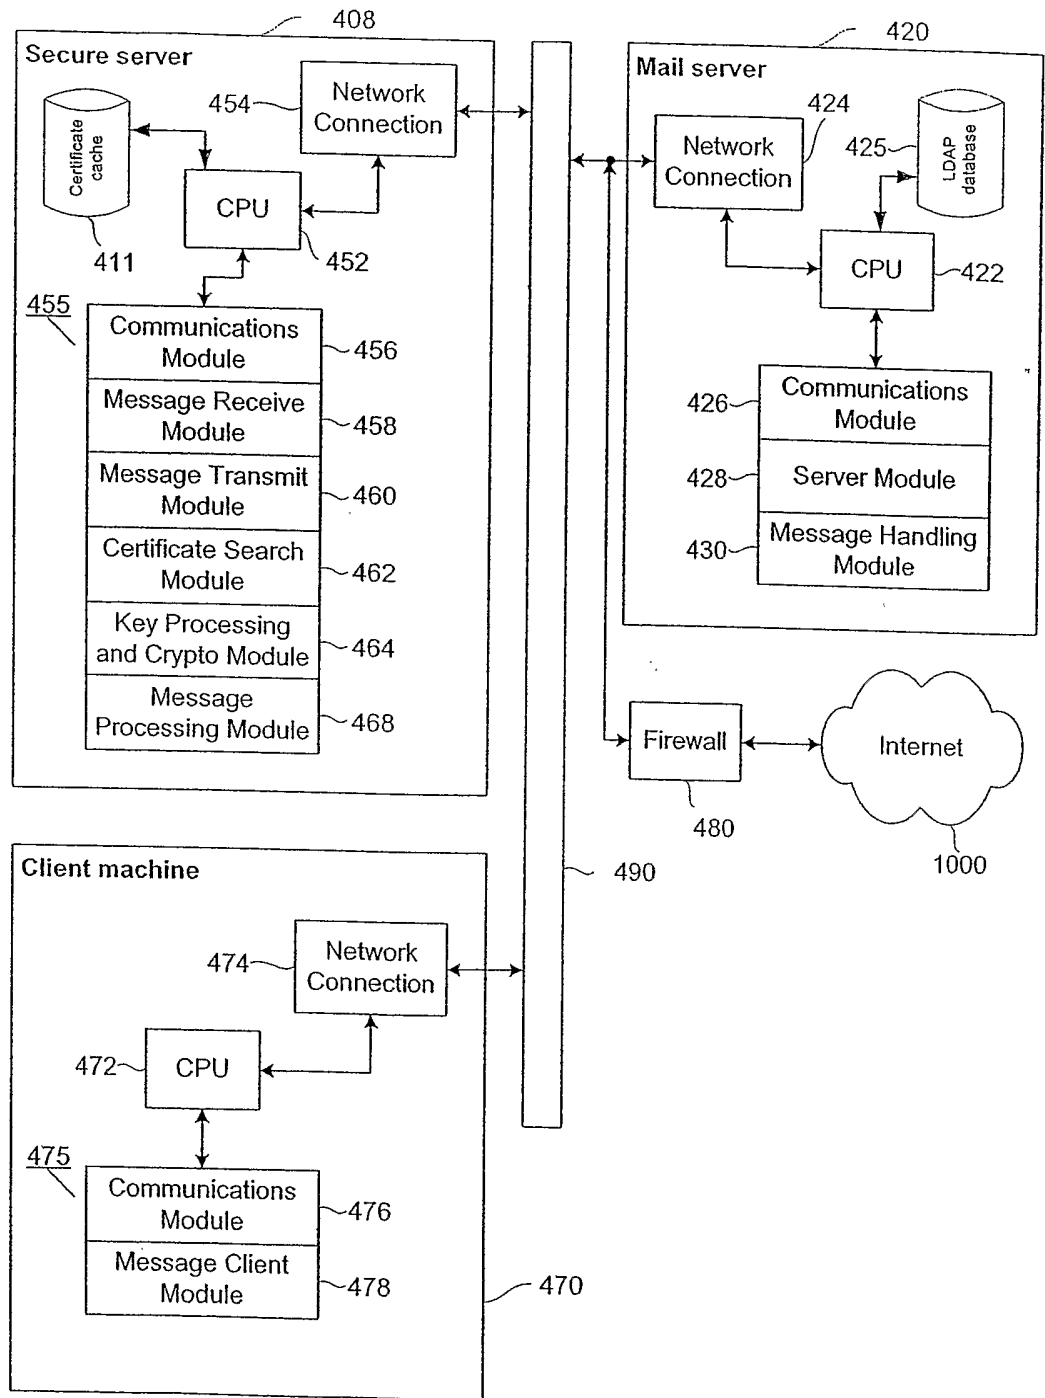 408
Secure server
454
Network
Connection
Certificate
cache
CPU
411
452
455
Communications
Module
456
Message Receive
Module
458
Message Transmit
Module
460
Certificate Search
Module
462
Key Processing
and Crypto Module
464
Message
Processing Module
468
420
Mail server
424
Network
Connection
425
LDAP
database
CPU
422
426
Communications
Module
428
Server Module
430
Message Handling
Module
Firewall
480
Internet
1000
490
Client machine
474
Network
Connection
472
CPU
475
Communications
Module
476
Message Client
Module
478
470